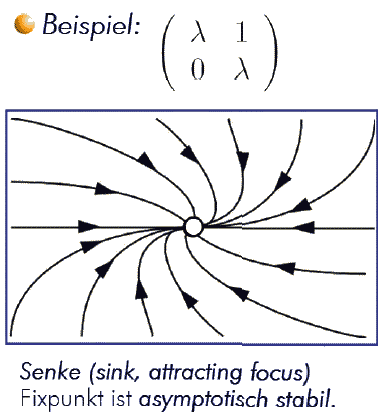 Beispiel: ( λ 1
0 λ )
Senke (sink, attracting focus)
Fixpunkt ist asymptotisch stabil.